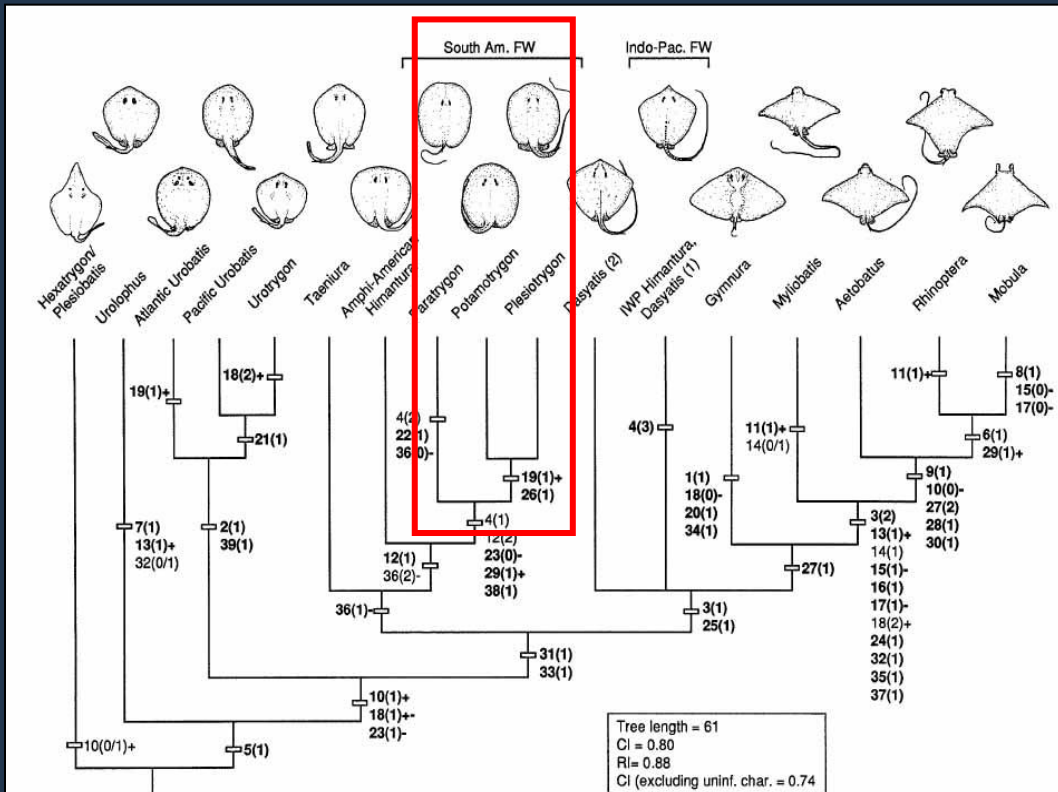 South Am. FW
Indo-Pac. FW
Hexatrygon/
Plesiobatis
Urolophus
Atlantic Urobatis
Pacific Urobatis
Urotrygon
Taeniura
Amphi-American
Himantura
Paratrygon
Potamotrygon
Plesiotrygon
Dasyatis (2)
IWP Himantura,
Dasyatis (1)
Gymnura
Myliobatis
Aetobatus
Rhinoptera
Mobula
19(1)+
18(2)+
21(1)
7(1)
13(1)+
32(0/1)
2(1)
39(1)
4(2)
22(1)
36(0)-
19(1)+
26(1)
4(1)
12(2)
23(0)-
29(1)+
38(1)
12(1)
36(2)-
36(1)-
4(3)
1(1)
18(0)-
20(1)
34(1)
11(1)+
14(0/1)
11(1)+
8(1)
15(0)-
17(0)-
6(1)
29(1)+
9(1)
10(0)-
27(2)
28(1)
30(1)
3(2)
13(1)+
14(1)
15(1)-
16(1)
17(1)-
18(2)+
24(1)
32(1)
35(1)
37(1)
27(1)
3(1)
25(1)
31(1)
33(1)
10(1)+
18(1)+-
23(1)-
10(0/1)+
5(1)
Tree length = 61
CI = 0.80
RI= 0.88
CI (excluding uninf. char. = 0.74